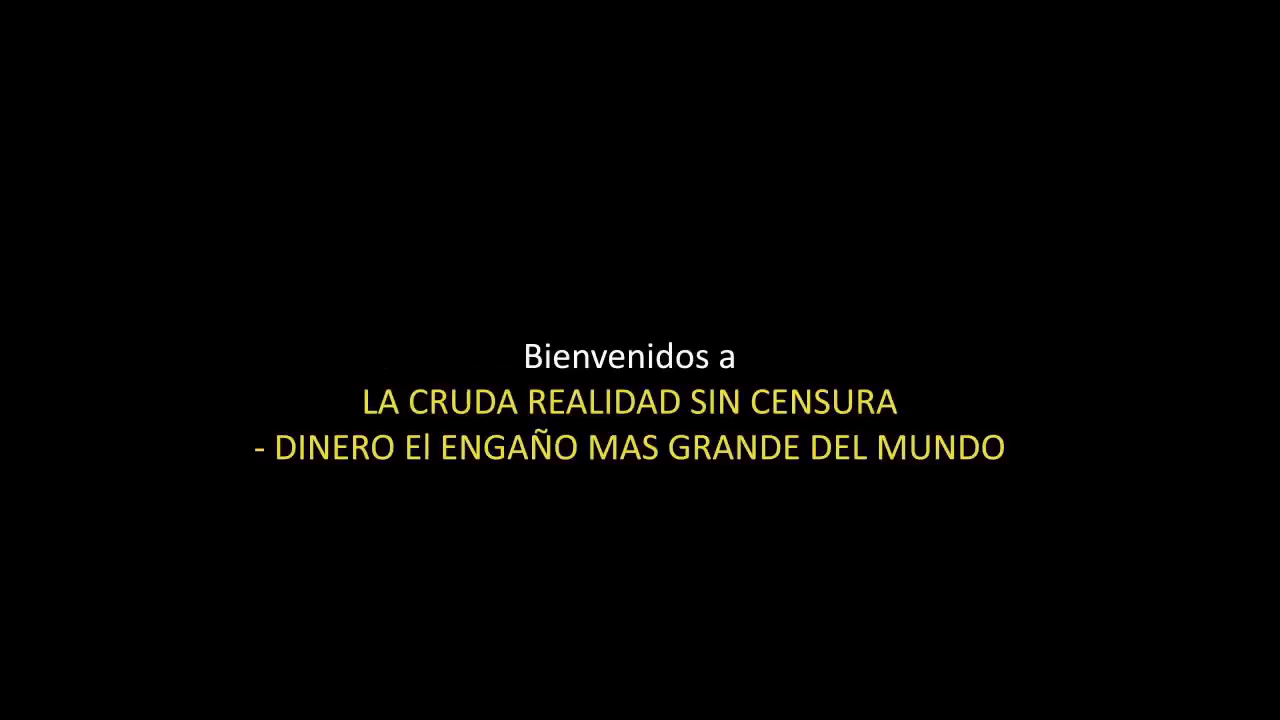 Bienvenidos a
LA CRUDA REALIDAD SIN CENSURA
- DINERO El ENGAÑO MAS GRANDE DEL MUNDO